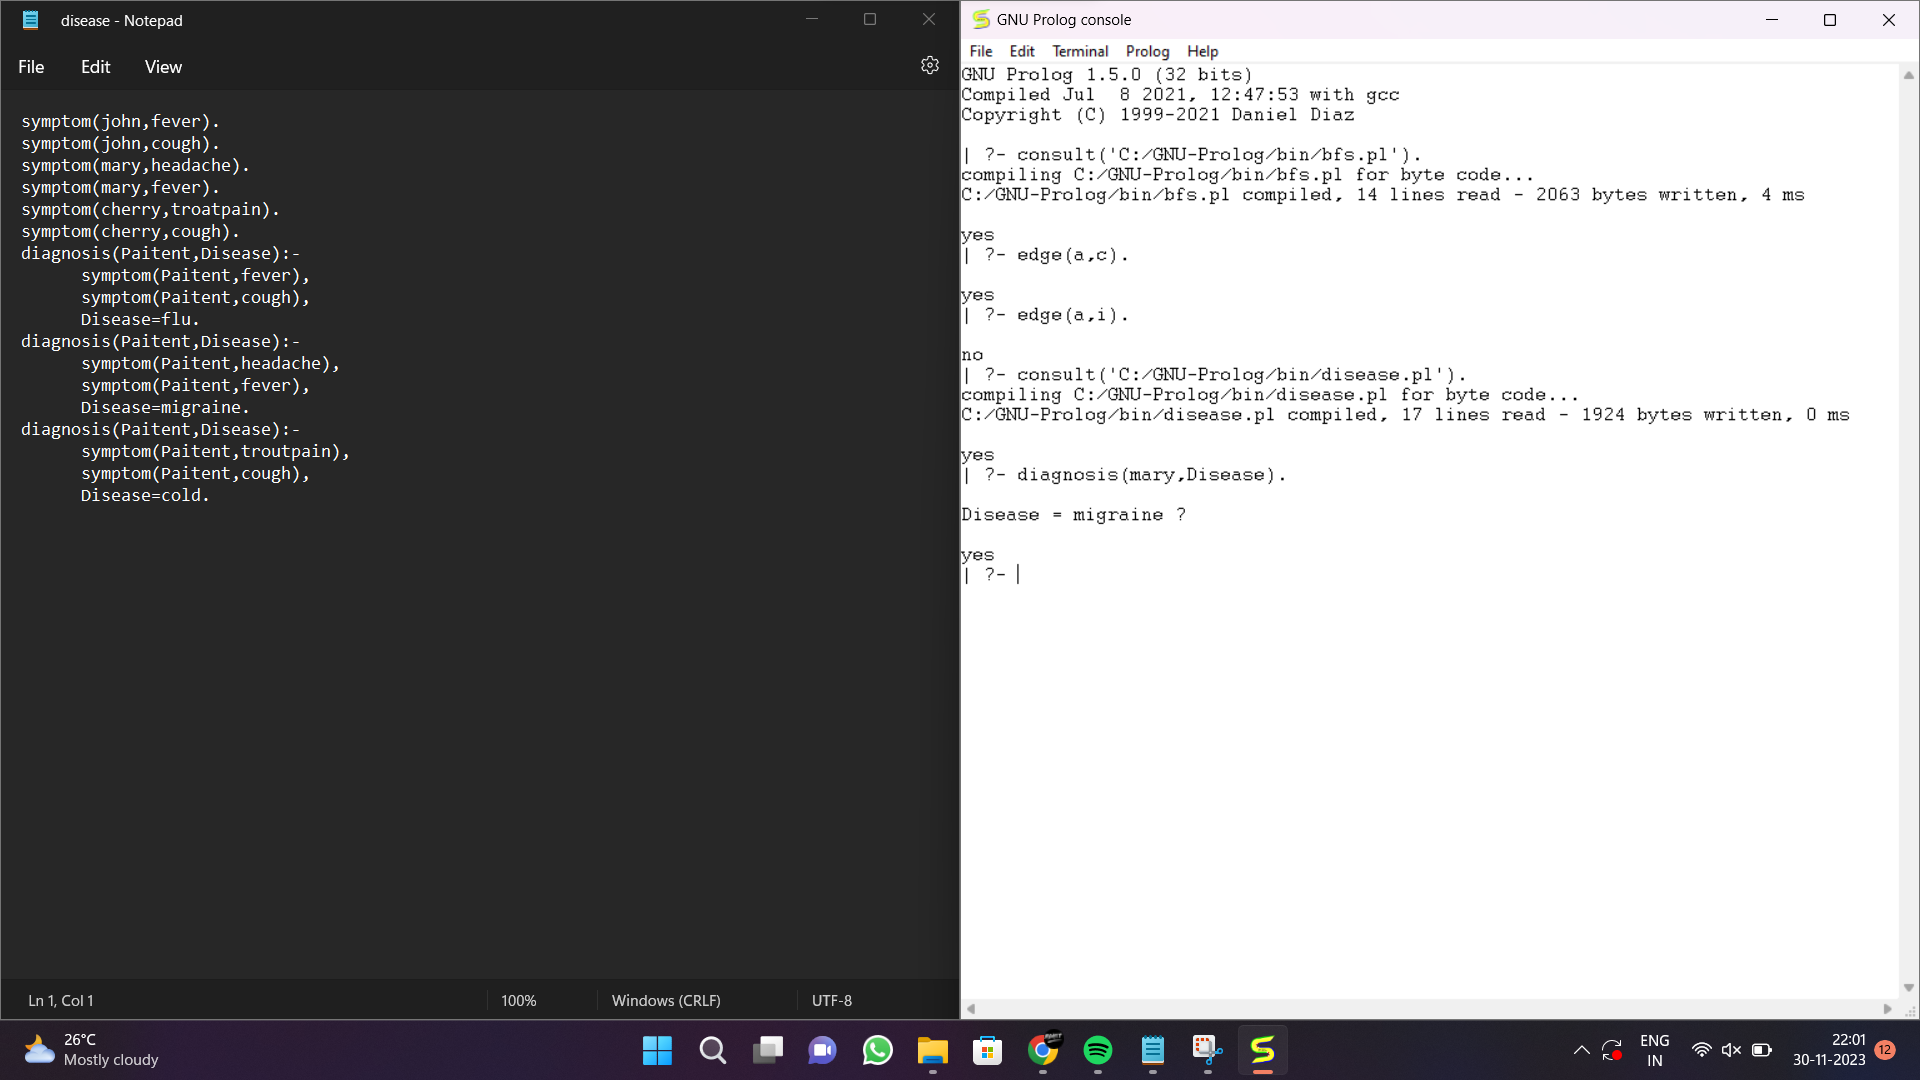 disease - Notepad
File Edit View
symptom(john,fever).
symptom(john,cough).
symptom(mary,headache).
symptom(mary,fever).
symptom(cherry,troatpain).
symptom(cherry,cough).
diagnosis(Paitent,Disease):-
symptom(Paitent,fever),
symptom(Paitent,cough),
Disease=flu.
diagnosis(Paitent,Disease):-
symptom(Paitent,headache),
symptom(Paitent,fever),
Disease=migraine.
diagnosis(Paitent,Disease):-
symptom(Paitent,troutpain),
symptom(Paitent,cough),
Disease=cold.
Ln 1, Col 1 100% Windows (CRLF) UTF-8
GNU Prolog console
File Edit Terminal Prolog Help
GNU Prolog 1.5.0 (32 bits)
Compiled Jul  8 2021, 12:47:53 with gcc
Copyright (C) 1999-2021 Daniel Diaz
| ?- consult('C:/GNU-Prolog/bin/bfs.pl').
compiling C:/GNU-Prolog/bin/bfs.pl for byte code...
C:/GNU-Prolog/bin/bfs.pl compiled, 14 lines read - 2063 bytes written, 4 ms
yes
| ?- edge(a,c).
yes
| ?- edge(a,i).
no
| ?- consult('C:/GNU-Prolog/bin/disease.pl').
compiling C:/GNU-Prolog/bin/disease.pl for byte code...
C:/GNU-Prolog/bin/disease.pl compiled, 17 lines read - 1924 bytes written, 0 ms
yes
| ?- diagnosis(mary,Disease).
Disease = migraine ?
yes
| ?-
26°C
Mostly cloudy
ENG
IN
22:01
30-11-2023
12